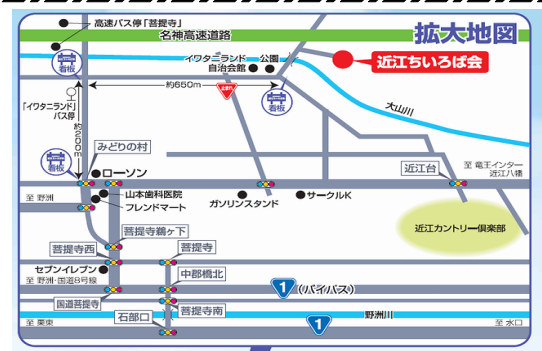 高速バス停「菩提寺」
名神高速道路
拡大地図
イワタニランド
自治会館
公園
近江ちいろば会
看板
約650m
止まれ
看板
大山川
「イワタニランド」
バス停
約200m
みどりの村
看板
ローソン
近江台
至 竜王インター
近江八幡
至 野洲
山本歯科医院
フレンドマート
ガソリンスタンド
サークルK
近江カントリー倶楽部
菩提寺鵜ヶ下
菩提寺西
菩提寺
セブンイレブン
至 野洲・国道8号線
中郡橋北
1
(バイパス)
国道菩提寺
菩提寺南
至 栗東
石部口
1
野洲川
至 水口